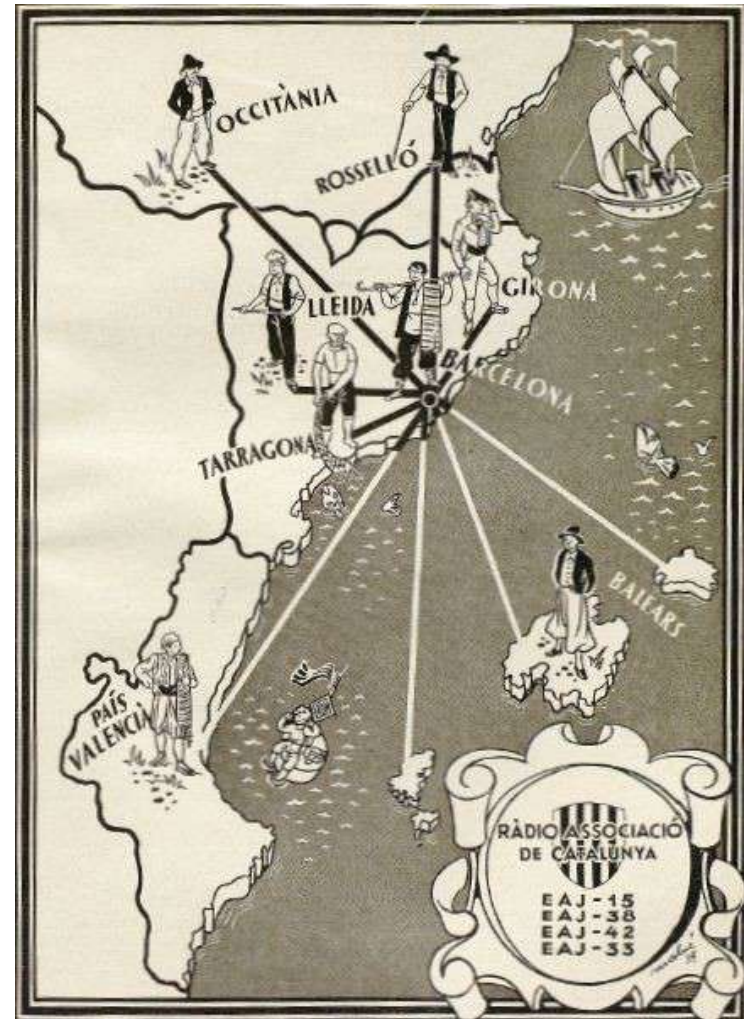 OCCITÀNIA
ROSSELLÓ
GIRONA
LLEIDA
BARCELONA
TARRAGONA
BALEARS
PAÍS
VALENCIÀ
RÀDIO ASSOCIACIÓ
DE CATALUNYA
EAJ-15
EAJ-38
EAJ-42
EAJ-33